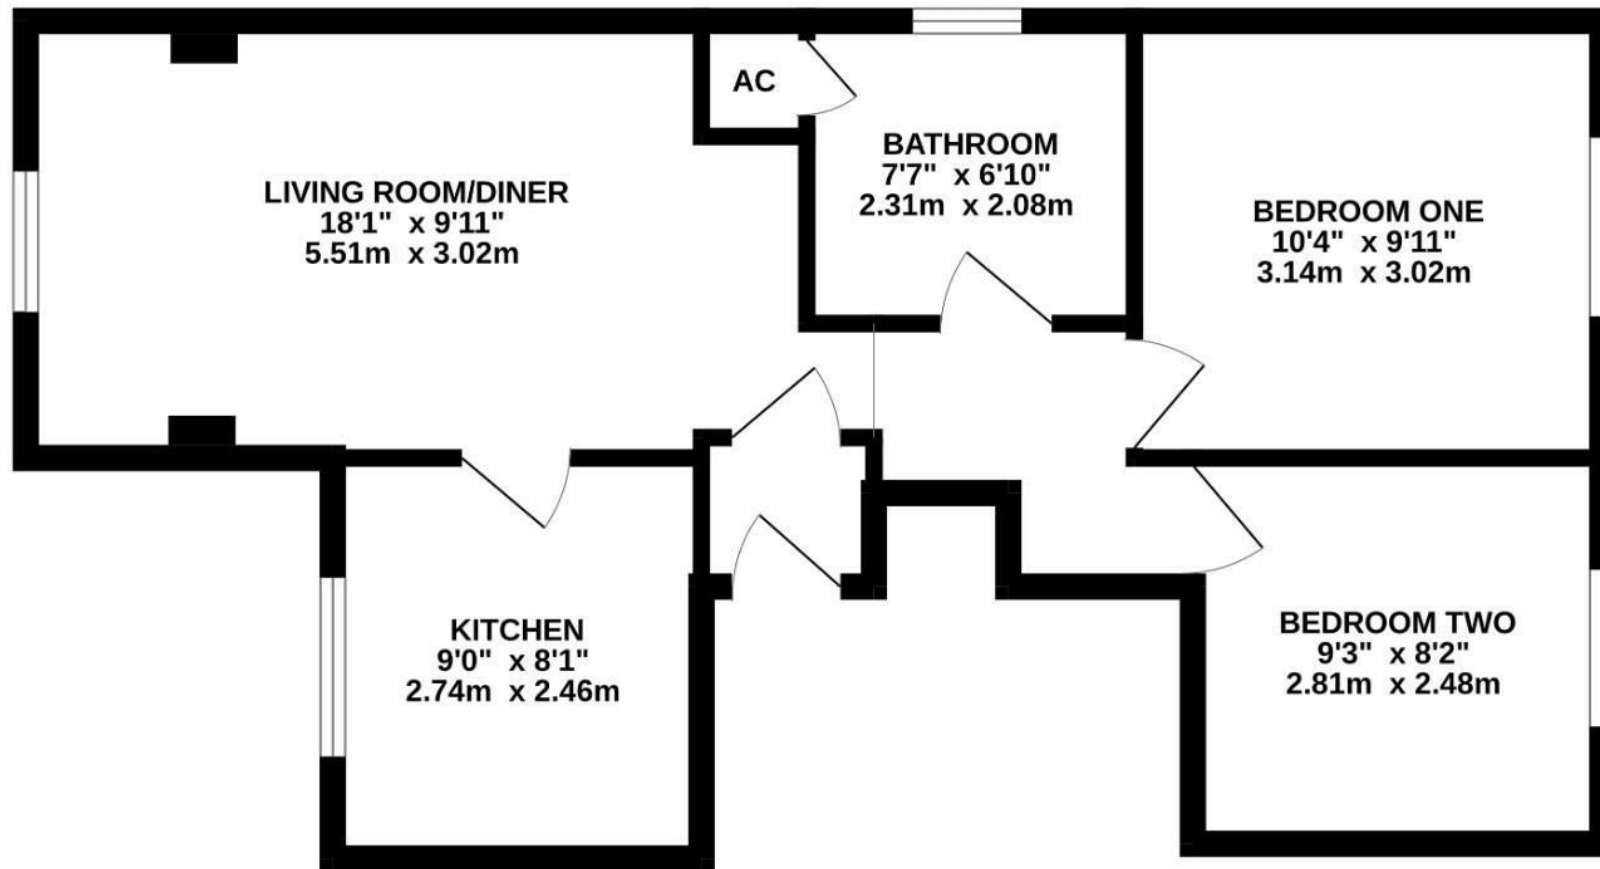 LIVING ROOM/DINER
18'1" x 9'11"
5.51m x 3.02m
AC
BATHROOM
7'7" x 6'10"
2.31m x 2.08m
BEDROOM ONE
10'4" x 9'11"
3.14m x 3.02m
KITCHEN
9'0" x 8'1"
2.74m x 2.46m
BEDROOM TWO
9'3" x 8'2"
2.81m x 2.48m